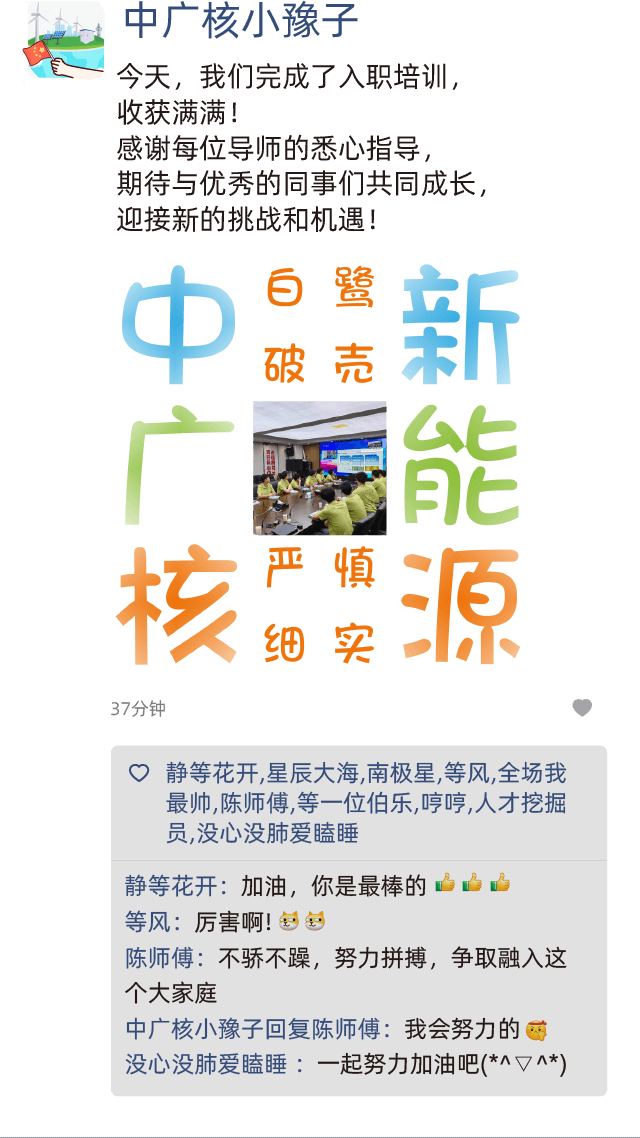 中广核小豫子
今天，我们完成了入职培训，
收获满满！
感谢每位导师的悉心指导，
期待与优秀的同事们共同成长，
迎接新的挑战和机遇！
中 白 鹭 新
破 壳
广 能
核 严 慎 源
细 实
37分钟
静等花开,星辰大海,南极星,等风,全场我
最帅,陈师傅,等一位伯乐,哼哼,人才挖掘
员,没心没肺爱瞌睡
静等花开：加油，你是最棒的👍👍👍
等风：厉害啊!
陈师傅：不骄不躁，努力拼搏，争取融入这
个大家庭
中广核小豫子回复陈师傅：我会努力的
没心没肺爱瞌睡 ：一起努力加油吧(*^▽^*)